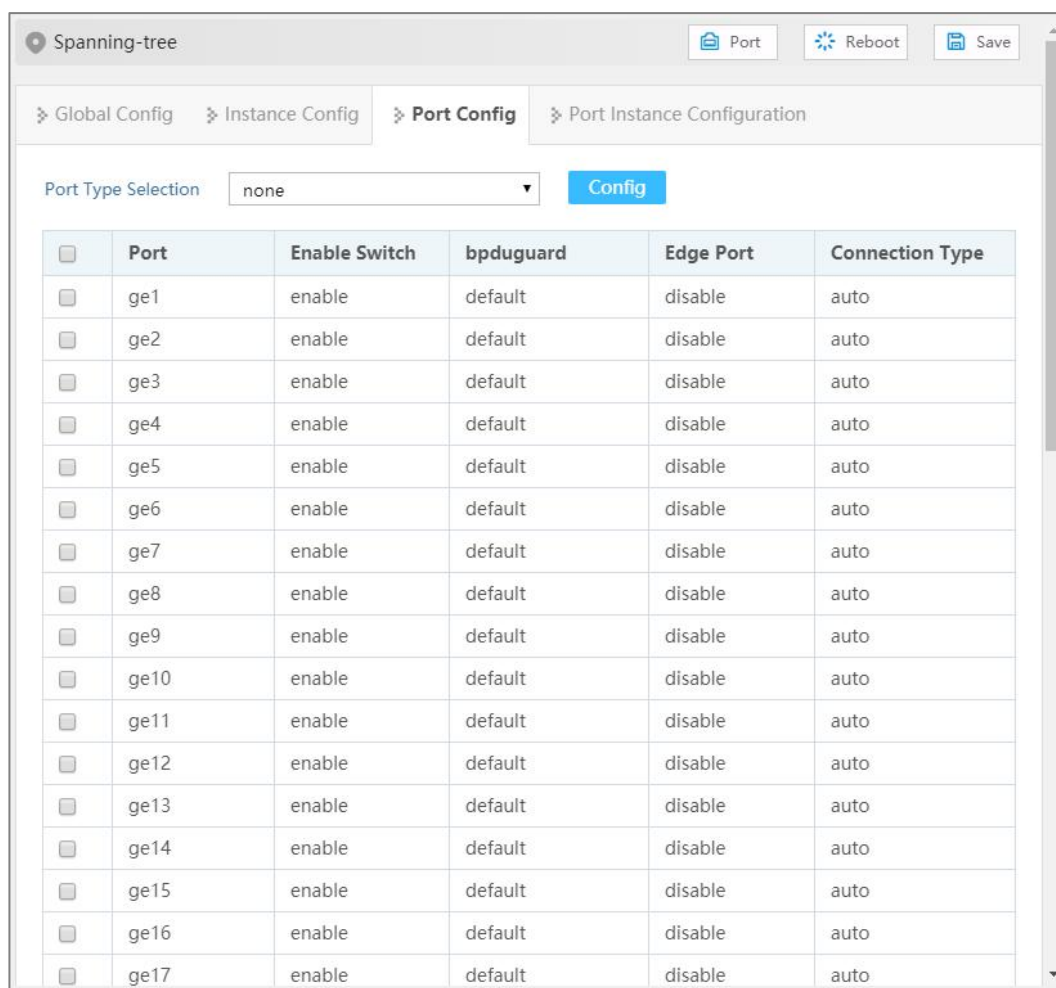 Spanning-tree Port Reboot Save
Global Config Instance Config Port Config Port Instance Configuration
Port Type Selection none Config
Port Enable Switch bpduguard Edge Port Connection Type
ge1 enable default disable auto
ge2 enable default disable auto
ge3 enable default disable auto
ge4 enable default disable auto
ge5 enable default disable auto
ge6 enable default disable auto
ge7 enable default disable auto
ge8 enable default disable auto
ge9 enable default disable auto
ge10 enable default disable auto
ge11 enable default disable auto
ge12 enable default disable auto
ge13 enable default disable auto
ge14 enable default disable auto
ge15 enable default disable auto
ge16 enable default disable auto
ge17 enable default disable auto